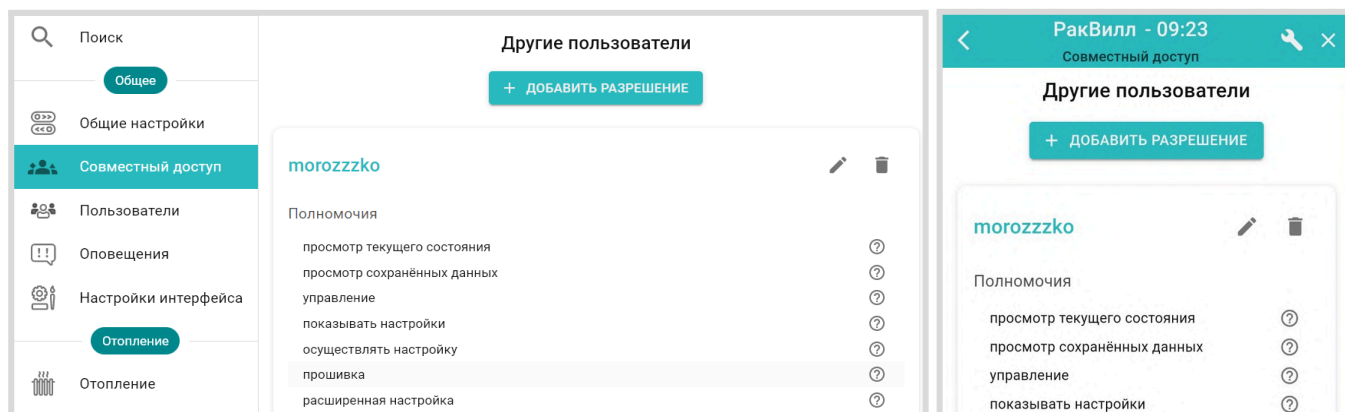 Поиск
Общее
Общие настройки
Совместный доступ
Пользователи
Оповещения
Настройки интерфейса
Отопление
Отопление
Другие пользователи
+ ДОБАВИТЬ РАЗРЕШЕНИЕ
morozzzko
Полномочия
просмотр текущего состояния
просмотр сохранённых данных
управление
показывать настройки
осуществлять настройку
прошивка
расширенная настройка
РакВилл - 09:23
Совместный доступ
Другие пользователи
+ ДОБАВИТЬ РАЗРЕШЕНИЕ
morozzzko
Полномочия
просмотр текущего состояния
просмотр сохранённых данных
управление
показывать настройки